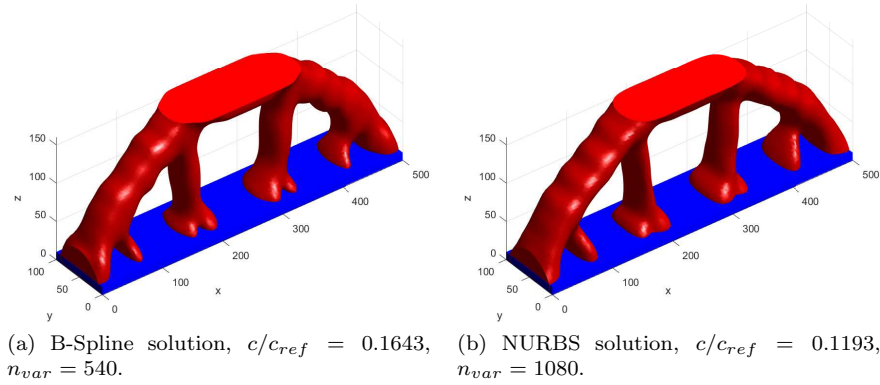 150
100
z
50
0
100
50
y
0
0
100
200
x
300
400
500
150
100
z
50
0
100
50
y
0
0
100
200
x
300
400
500
(a) B-Spline solution, c/c_ref = 0.1643,
n_var = 540.
(b) NURBS solution, c/c_ref = 0.1193,
n_var = 1080.